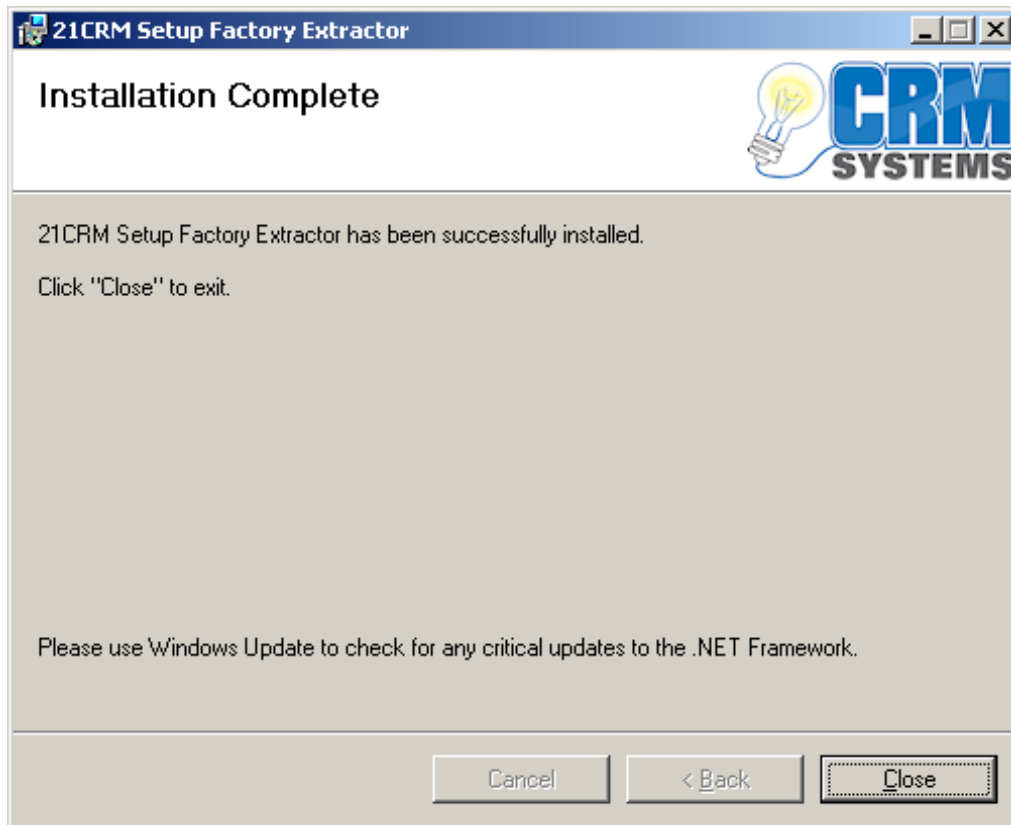 21CRM Setup Factory Extractor
Installation Complete
CRM
SYSTEMS
21CRM Setup Factory Extractor has been successfully installed.
Click "Close" to exit.
Please use Windows Update to check for any critical updates to the .NET Framework.
Cancel
< Back
Close